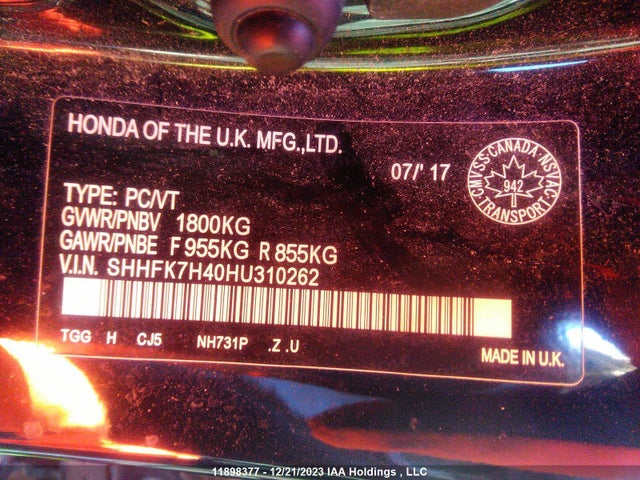 HONDA OF THE U.K. MFG.,LTD.
07/' 17
CMVSS · CANADA · NSVAC
942
TRANSPORT
TYPE: PC/VT
GVWR/PNBV 1800KG
GAWR/PNBE F 955KG R 855KG
V.I.N. SHHFK7H40HU310262
TGG H CJ5 NH731P .Z .U
MADE IN U.K.
11898377 - 12/21/2023 IAA Holdings , LLC